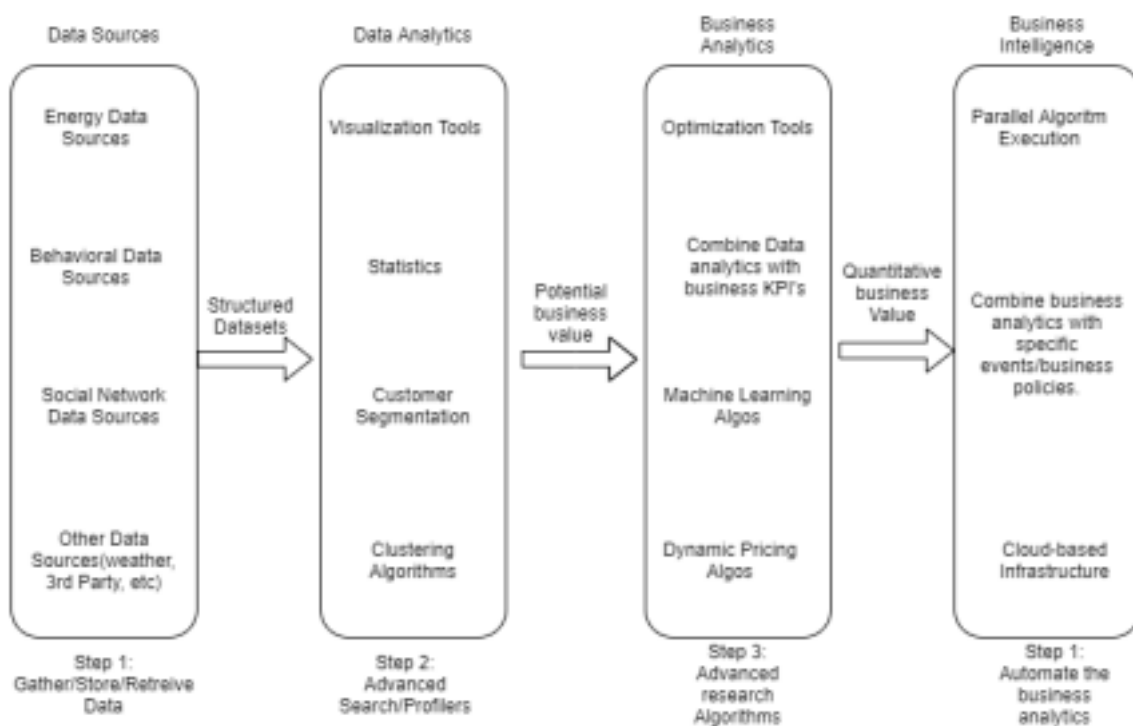 Data Sources
Energy Data
Sources
Behavioral Data
Sources
Social Network
Data Sources
Other Data
Sources(weather,
3rd Party, etc)
Step 1:
Gather/Store/Retreive
Data
Structured
Datasets
Data Analytics
Visualization Tools
Statistics
Customer
Segmentation
Clustering
Algorithms
Step 2:
Advanced
Search/Profilers
Potential
business
value
Business
Analytics
Optimization Tools
Combine Data
analytics with
business KPI's
Machine Learning
Algos
Dynamic Pricing
Algos
Step 3:
Advanced
research
Algorithms
Quantitative
business
Value
Business
Intelligence
Parallel Algoritm
Execution
Combine business
analytics with
specific
events/business
policies.
Cloud-based
Infrastructure
Step 1:
Automate the
business
analytics